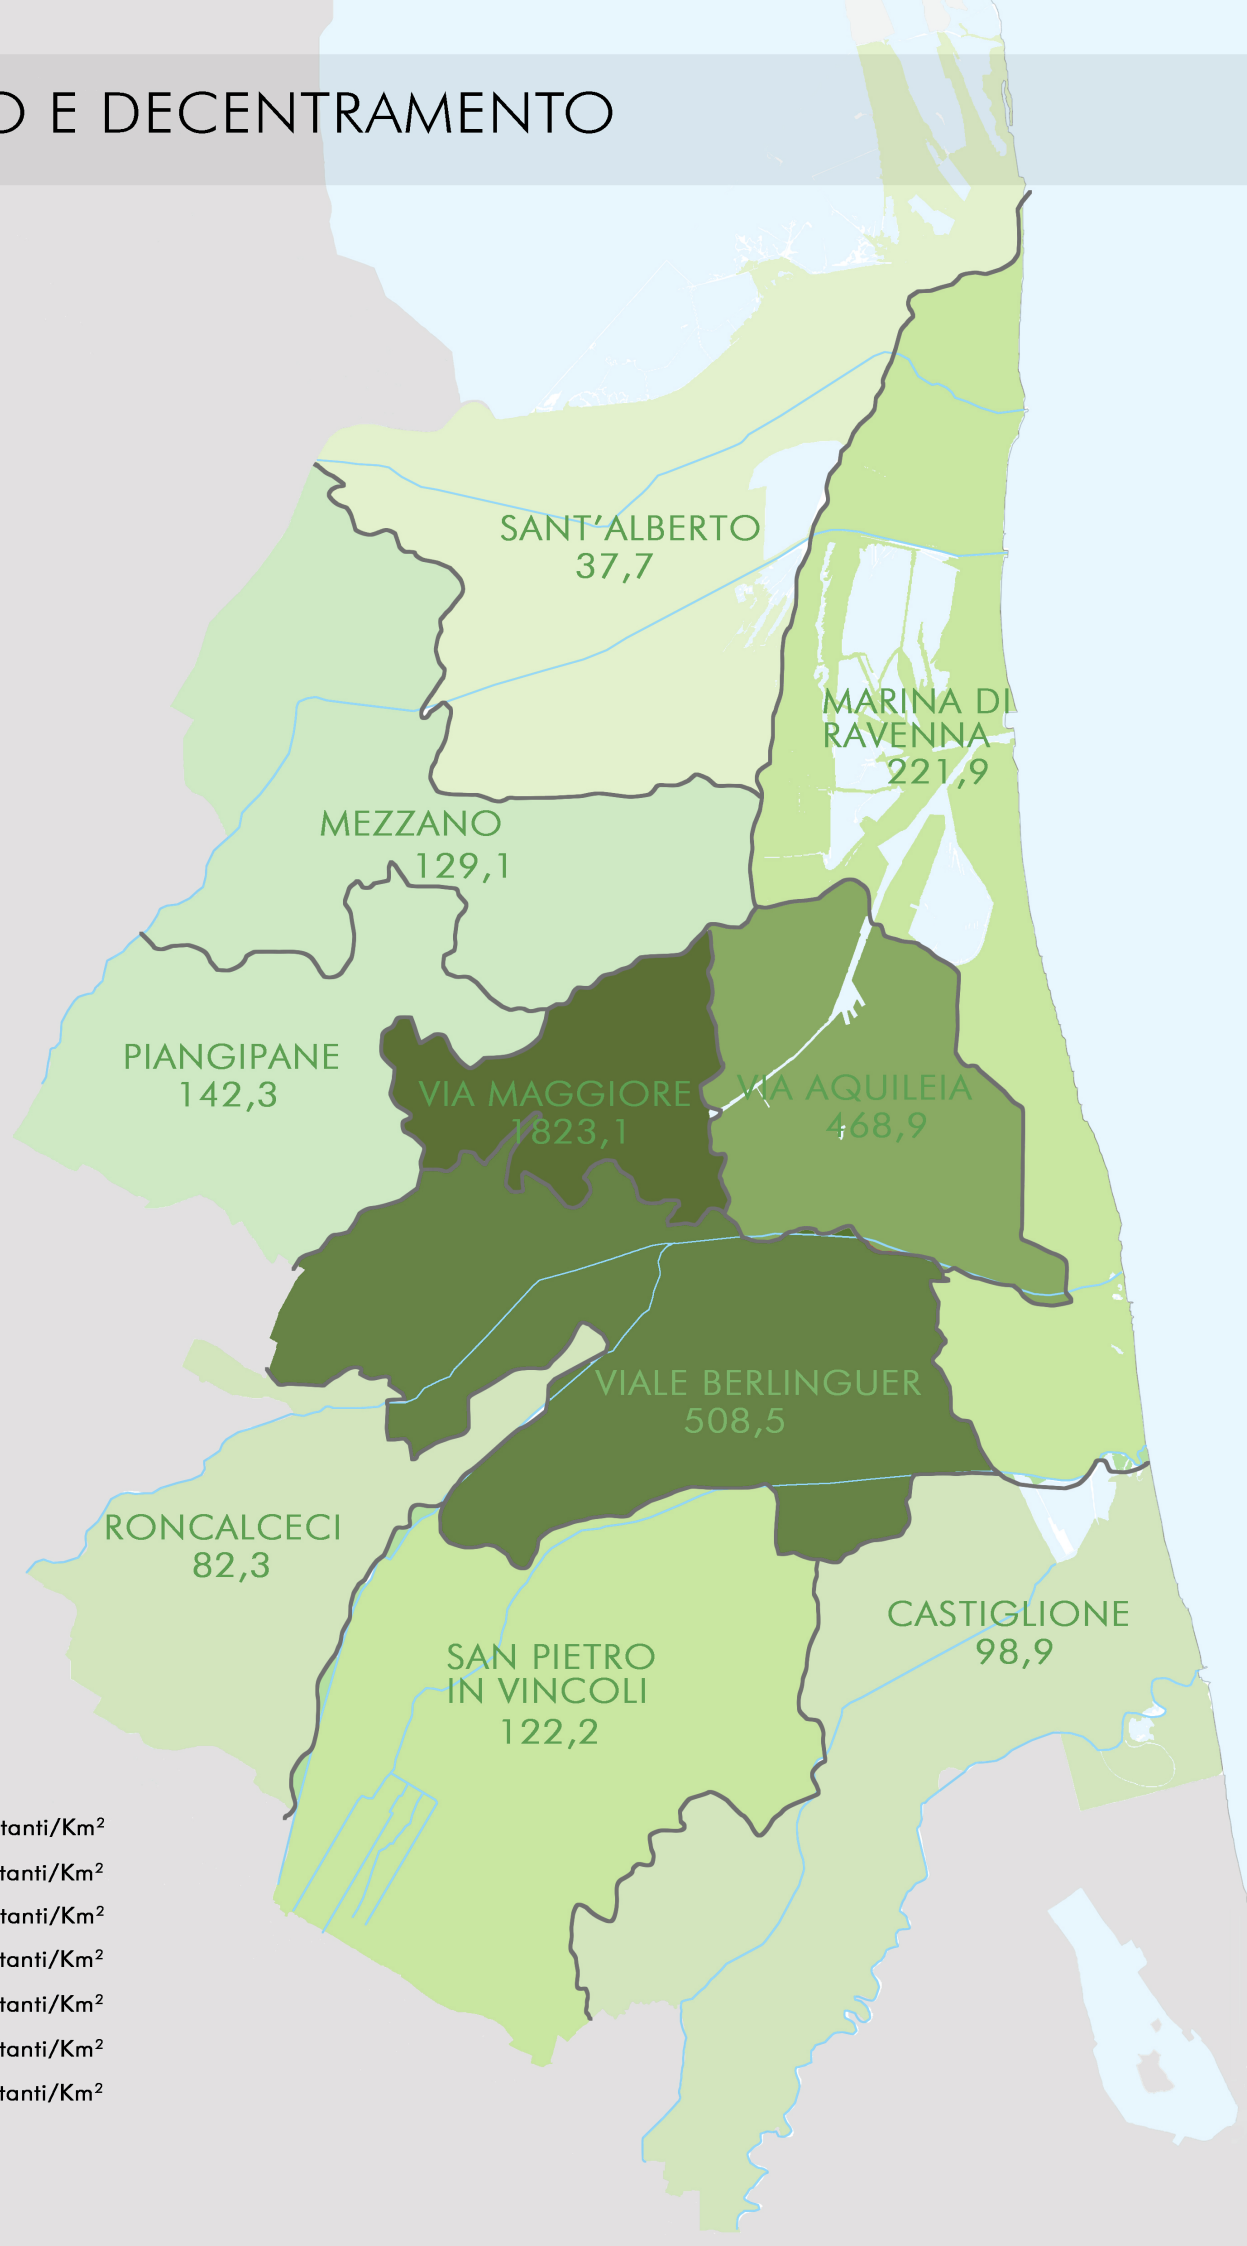 O E DECENTRAMENTO
SANT'ALBERTO
37,7
MARINA DI
RAVENNA
221,9
MEZZANO
129,1
PIANGIPANE
142,3
VIA MAGGIORE
1823,1
VIA AQUILEIA
468,9
VIALE BERLINGUER
508,5
RONCALCECI
82,3
CASTIGLIONE
98,9
SAN PIETRO
IN VINCOLI
122,2
tanti/Km²
tanti/Km²
tanti/Km²
tanti/Km²
tanti/Km²
tanti/Km²
tanti/Km²